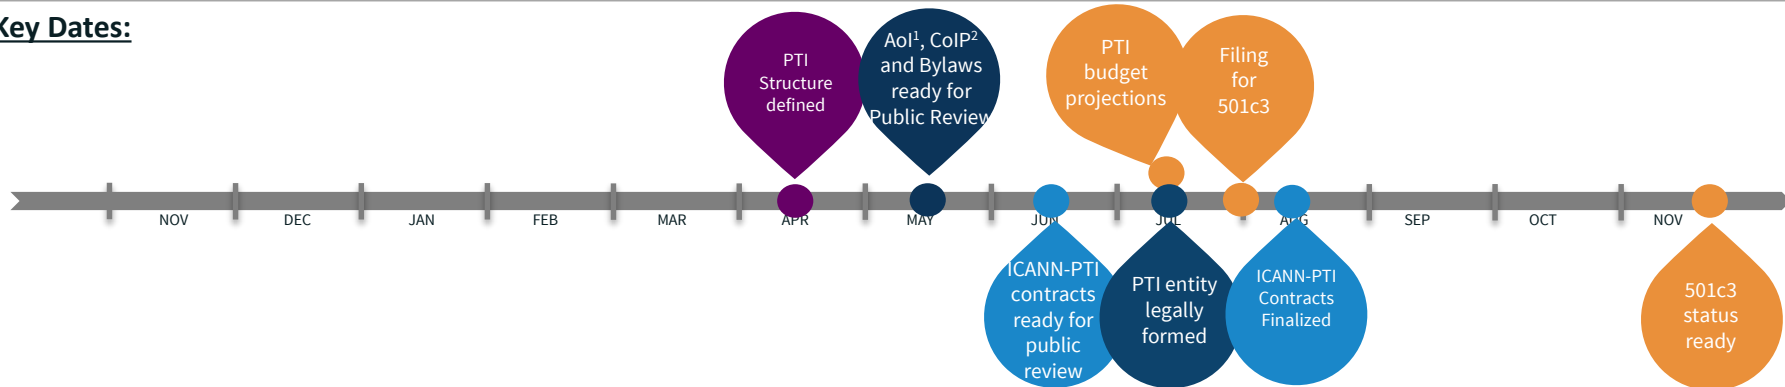 Key Dates:
PTI
Structure
defined
AoI¹, CoIP²
and Bylaws
ready for
Public Review
PTI
budget
projections
Filing
for
501c3
NOV
DEC
JAN
FEB
MAR
APR
MAY
JUN
JUL
AUG
SEP
OCT
NOV
ICANN-PTI
contracts
ready for
public
review
PTI entity
legally
formed
ICANN-PTI
Contracts
Finalized
501c3
status
ready